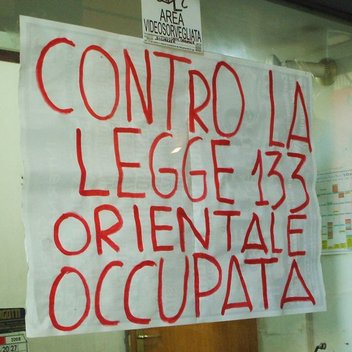 AREA
VIDEOSORVEGLIATA
CONTRO LA
LEGGE 133
ORIENTALE
OCCUPATA